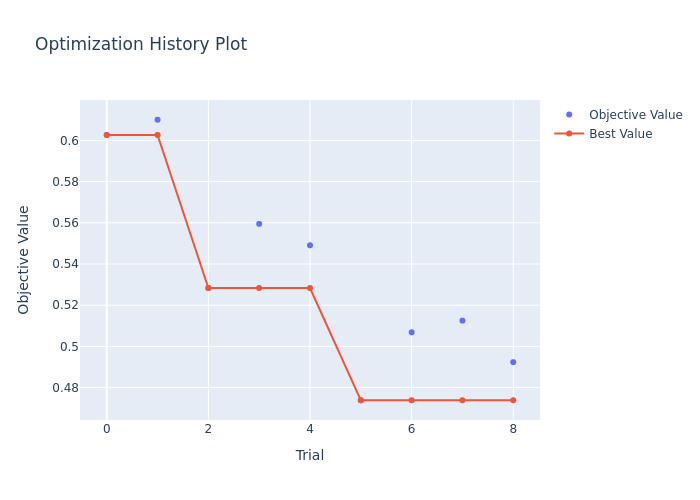 Optimization History Plot
Objective Value
Best Value
0.6
0.58
0.56
0.54
0.52
0.5
0.48
Objective Value
0 2 4 6 8
Trial